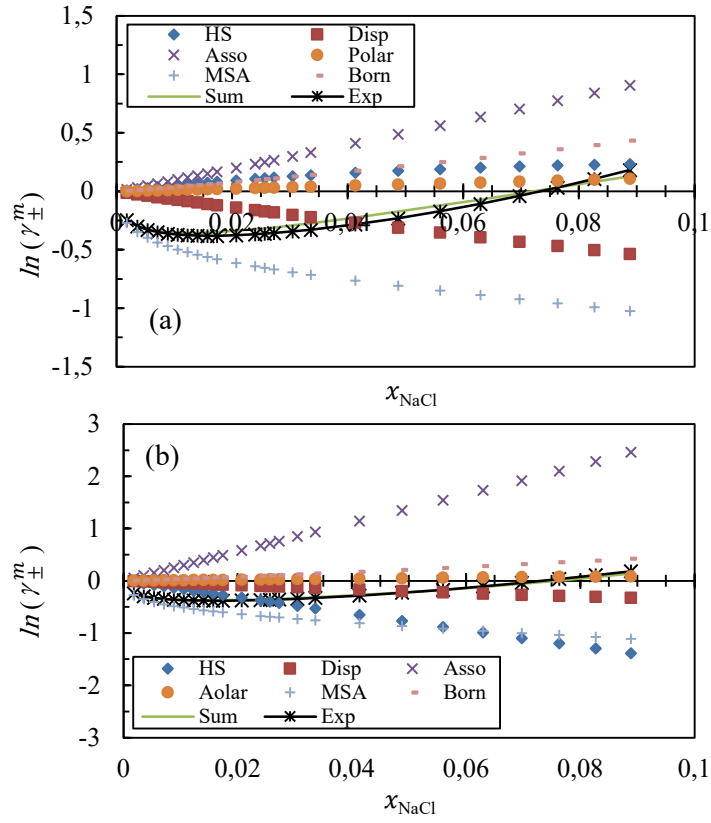 1,5
1
0,5
0
-0,5
-1
-1,5
HS Disp
Asso Polar
MSA Born
Sum Exp
0 0,02 0,04 0,06 0,08 0,1
(a)
ln(γ±^m)
x_NaCl
3
2
1
0
-1
-2
-3
(b)
HS Disp Asso
Aolar MSA Born
Sum Exp
0 0,02 0,04 0,06 0,08 0,1
ln(γ±^m)
x_NaCl